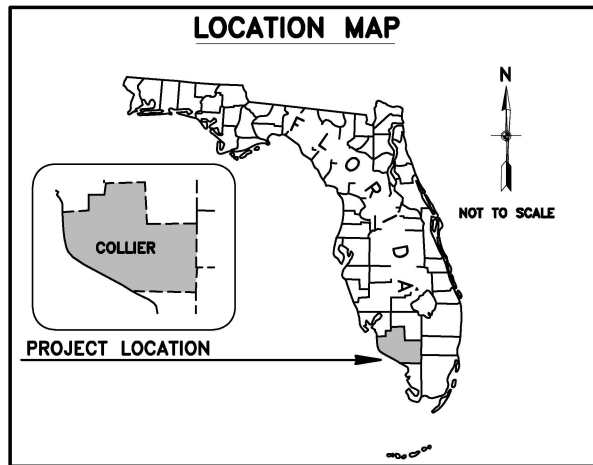 LOCATION MAP
N
FLORIDA
NOT TO SCALE
COLLIER
PROJECT LOCATION